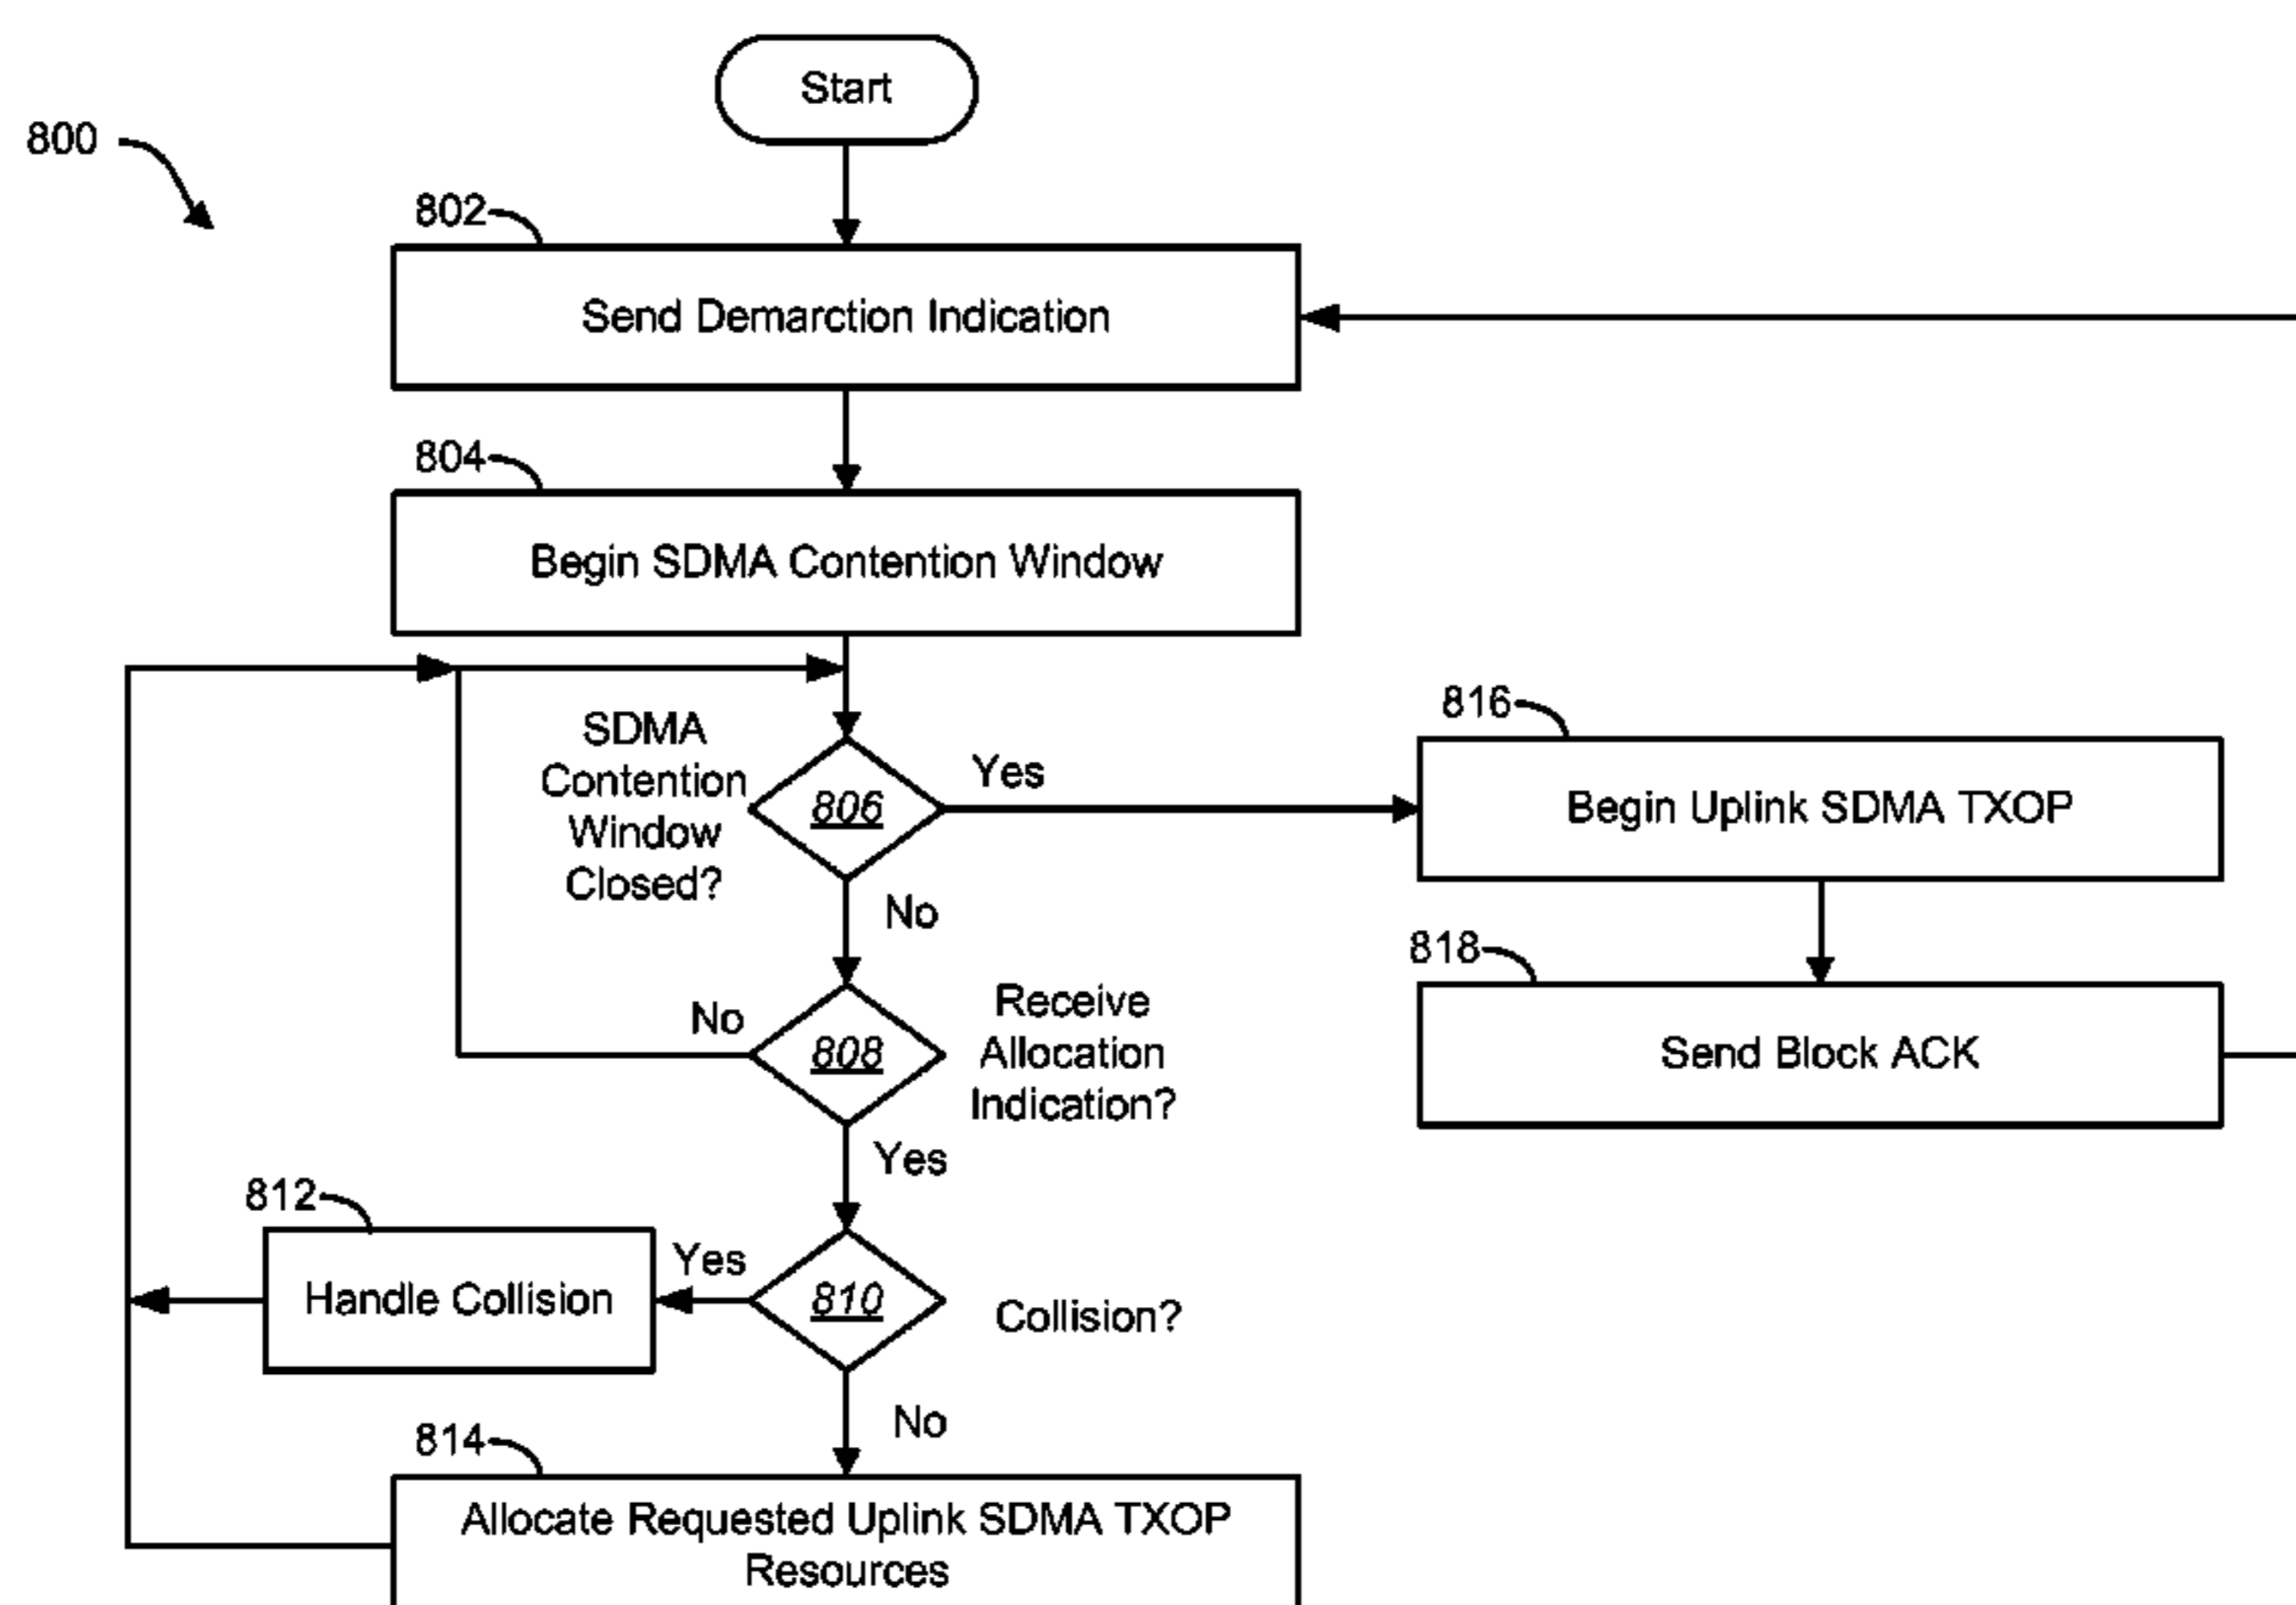 Start
800
802
Send Demarction Indication
804
Begin SDMA Contention Window
SDMA
Contention
Window
Closed?
806
Yes
No
816
Begin Uplink SDMA TXOP
818
Send Block ACK
No
808
Receive
Allocation
Indication?
Yes
812
Handle Collision
Yes
810
Collision?
No
814
Allocate Requested Uplink SDMA TXOP
Resources